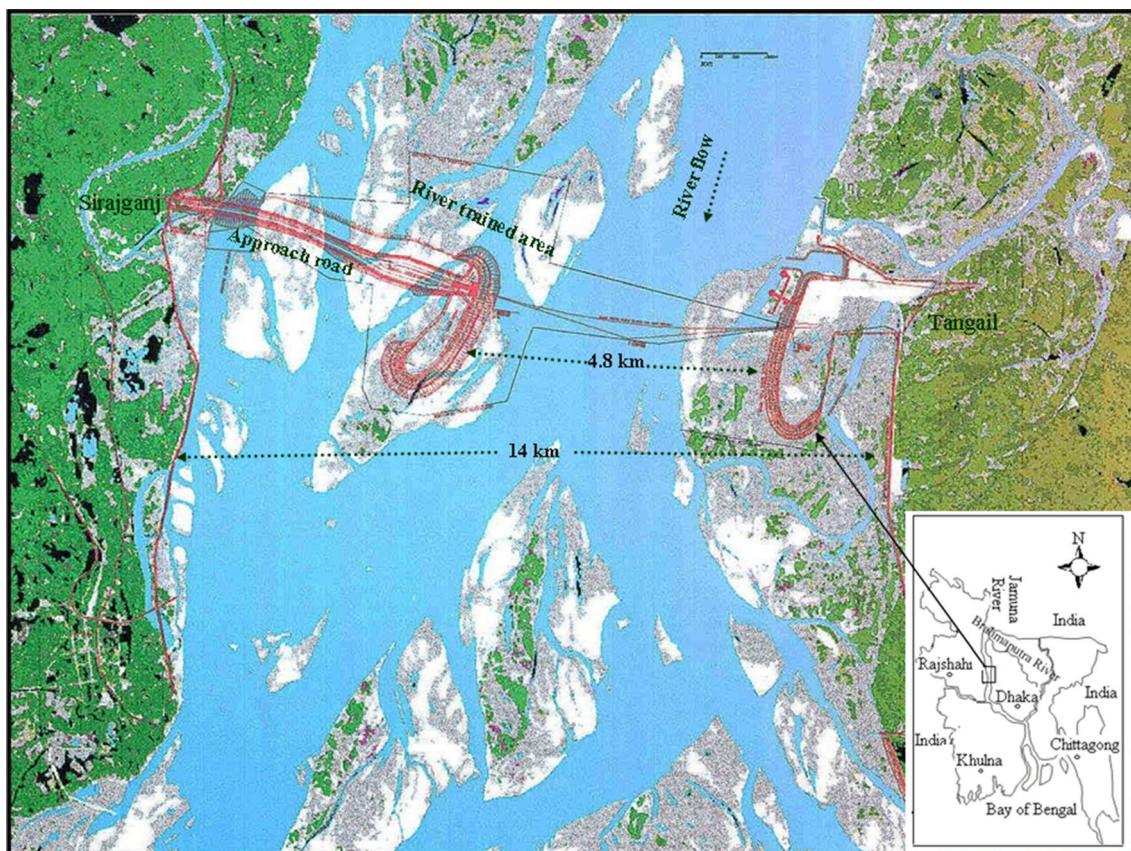 River flow
Sirajganj
River trained area
Approach road
Tangail
4.8 km
14 km
N
Jamuna
River
India
Brahmaputra River
Rajshahi
Dhaka
India
India
Chittagong
Khulna
Bay of Bengal